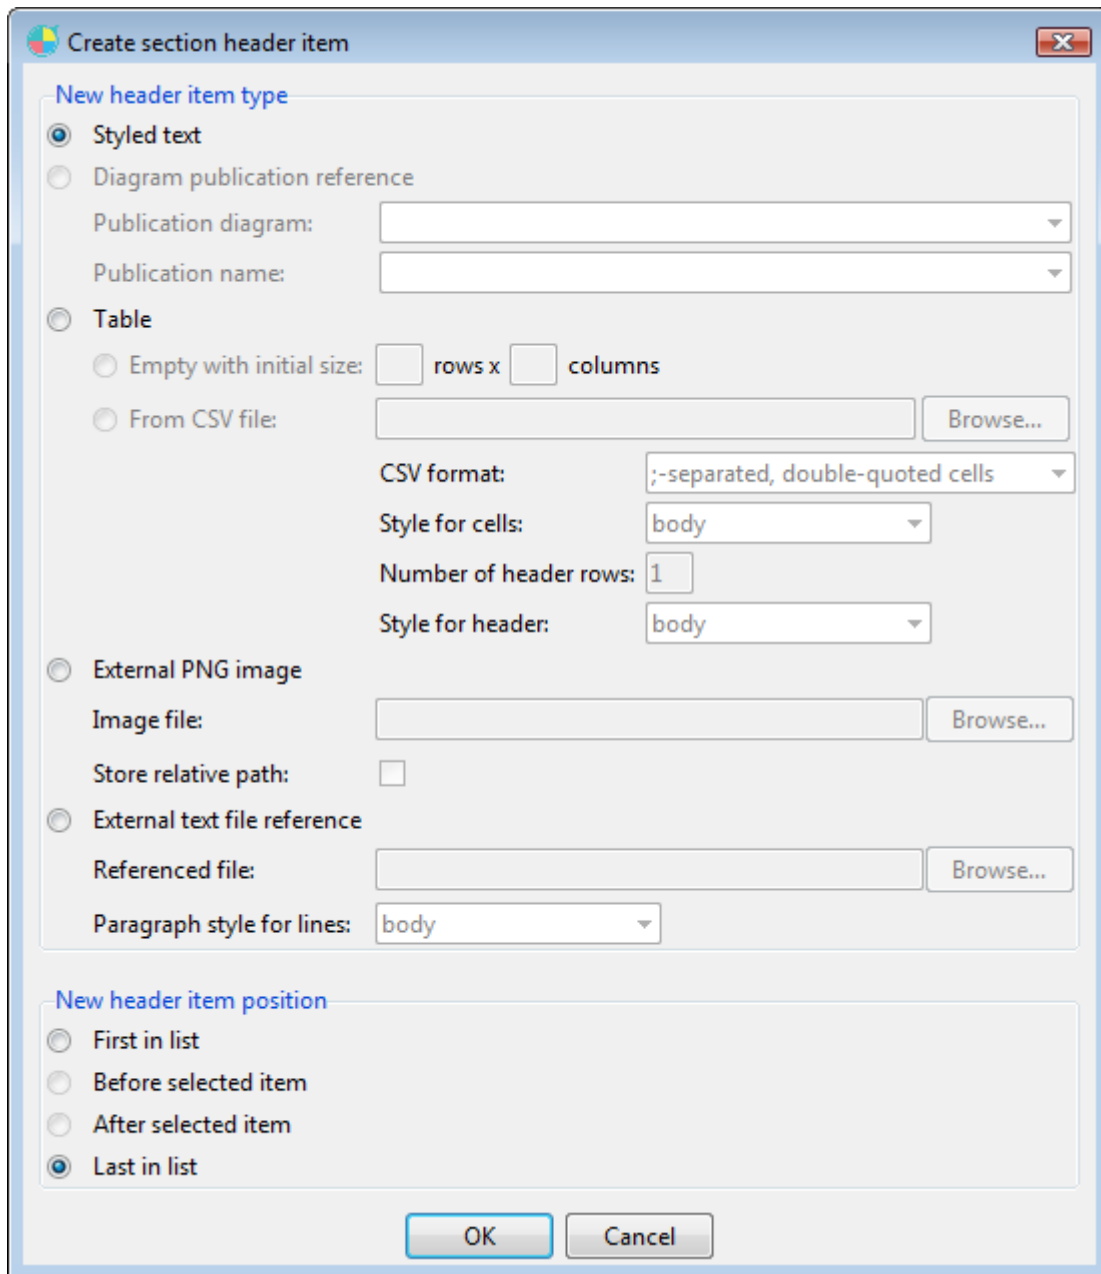 Create section header item
New header item type
Styled text
Diagram publication reference
Publication diagram:
Publication name:
Table
Empty with initial size: rows x columns
From CSV file: Browse...
CSV format: ;-separated, double-quoted cells
Style for cells: body
Number of header rows: 1
Style for header: body
External PNG image
Image file: Browse...
Store relative path:
External text file reference
Referenced file: Browse...
Paragraph style for lines: body
New header item position
First in list
Before selected item
After selected item
Last in list
OK Cancel